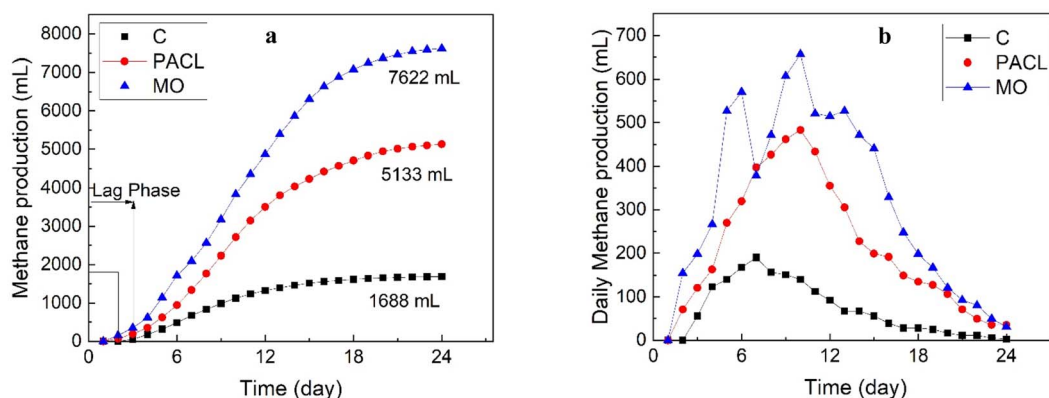 a
C
PACL
MO
7622 mL
5133 mL
1688 mL
Lag Phase
Methane production (mL)
8000
7000
6000
5000
4000
3000
2000
1000
0
0 6 12 18 24
Time (day)
b
C
PACL
MO
Daily Methane production (mL)
700
600
500
400
300
200
100
0
0 6 12 18 24
Time (day)